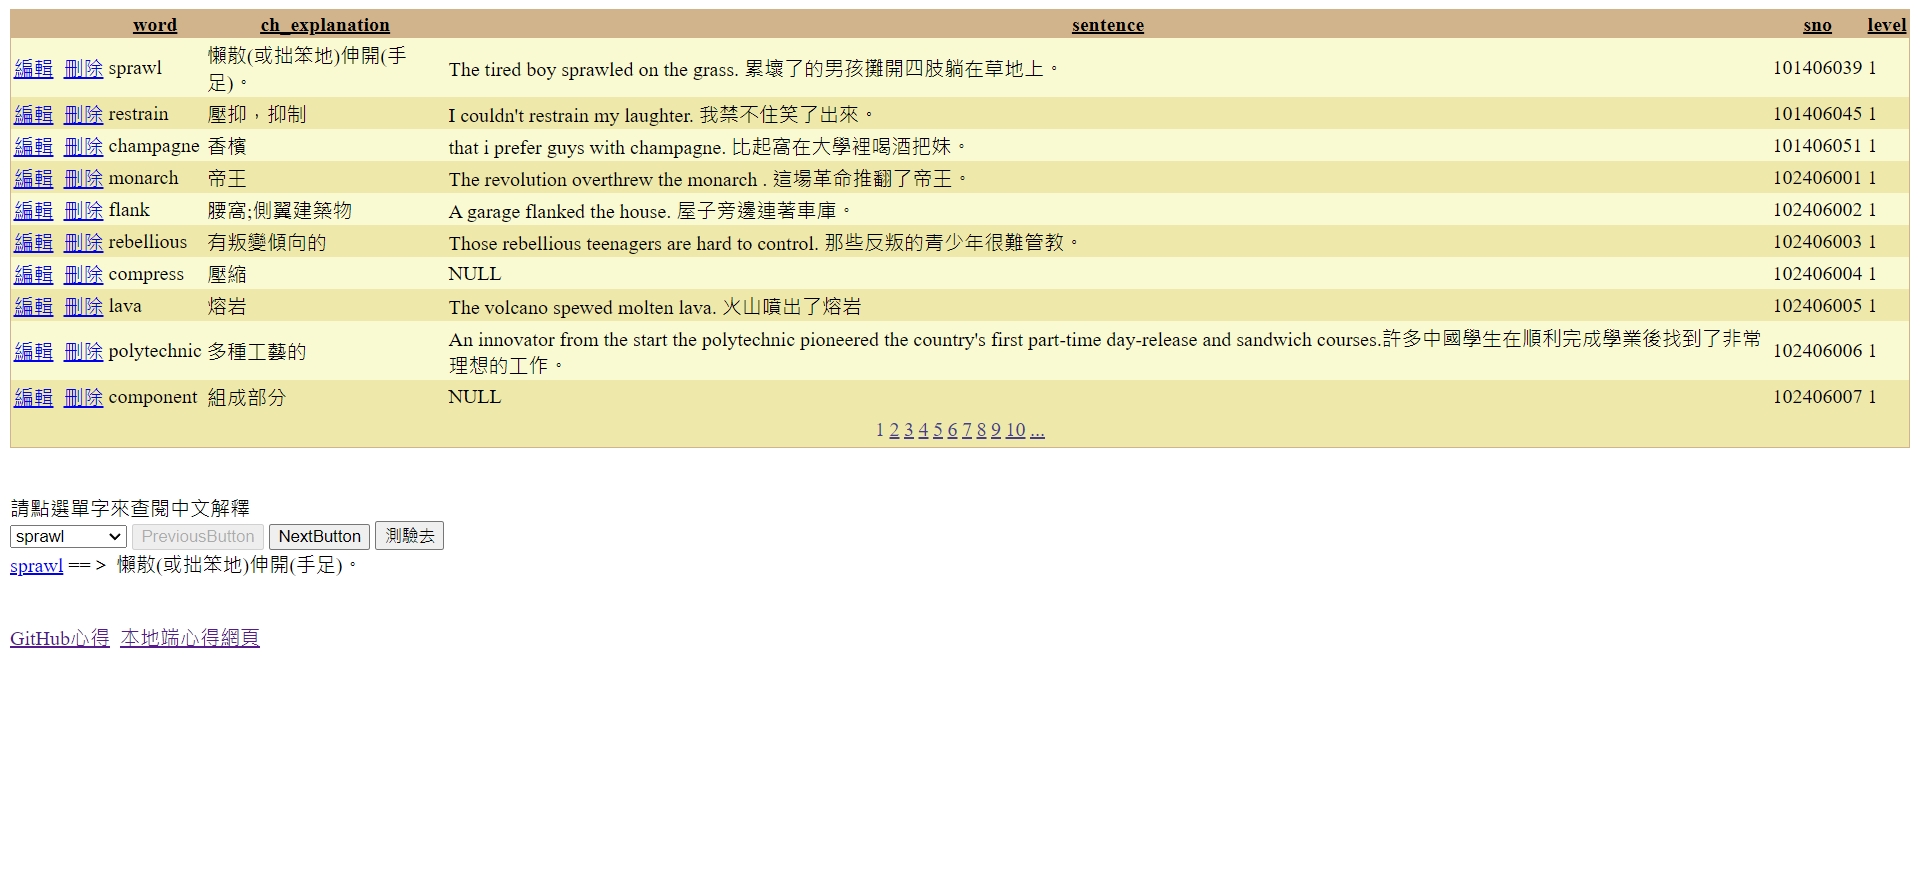 word ch_explanation sentence sno level
編輯 刪除 sprawl 懶散(或拙笨地)伸開(手足)。 The tired boy sprawled on the grass. 累壞了的男孩攤開四肢躺在草地上。 101406039 1
編輯 刪除 restrain 壓抑，抑制 I couldn't restrain my laughter. 我禁不住笑了出來。 101406045 1
編輯 刪除 champagne 香檳 that i prefer guys with champagne. 比起窩在大學裡喝酒把妹。 101406051 1
編輯 刪除 monarch 帝王 The revolution overthrew the monarch . 這場革命推翻了帝王。 102406001 1
編輯 刪除 flank 腰窩;側翼建築物 A garage flanked the house. 屋子旁邊連著車庫。 102406002 1
編輯 刪除 rebellious 有叛變傾向的 Those rebellious teenagers are hard to control. 那些反叛的青少年很難管教。 102406003 1
編輯 刪除 compress 壓縮 NULL 102406004 1
編輯 刪除 lava 熔岩 The volcano spewed molten lava. 火山噴出了熔岩 102406005 1
編輯 刪除 polytechnic 多種工藝的 An innovator from the start the polytechnic pioneered the country's first part-time day-release and sandwich courses.許多中國學生在順利完成學業後找到了非常理想的工作。 102406006 1
編輯 刪除 component 組成部分 NULL 102406007 1
1 2 3 4 5 6 7 8 9 10 ...
請點選單字來查閱中文解釋
sprawl PreviousButton NextButton 測驗去
sprawl == > 懶散(或拙笨地)伸開(手足)。
GitHub心得 本地端心得網頁